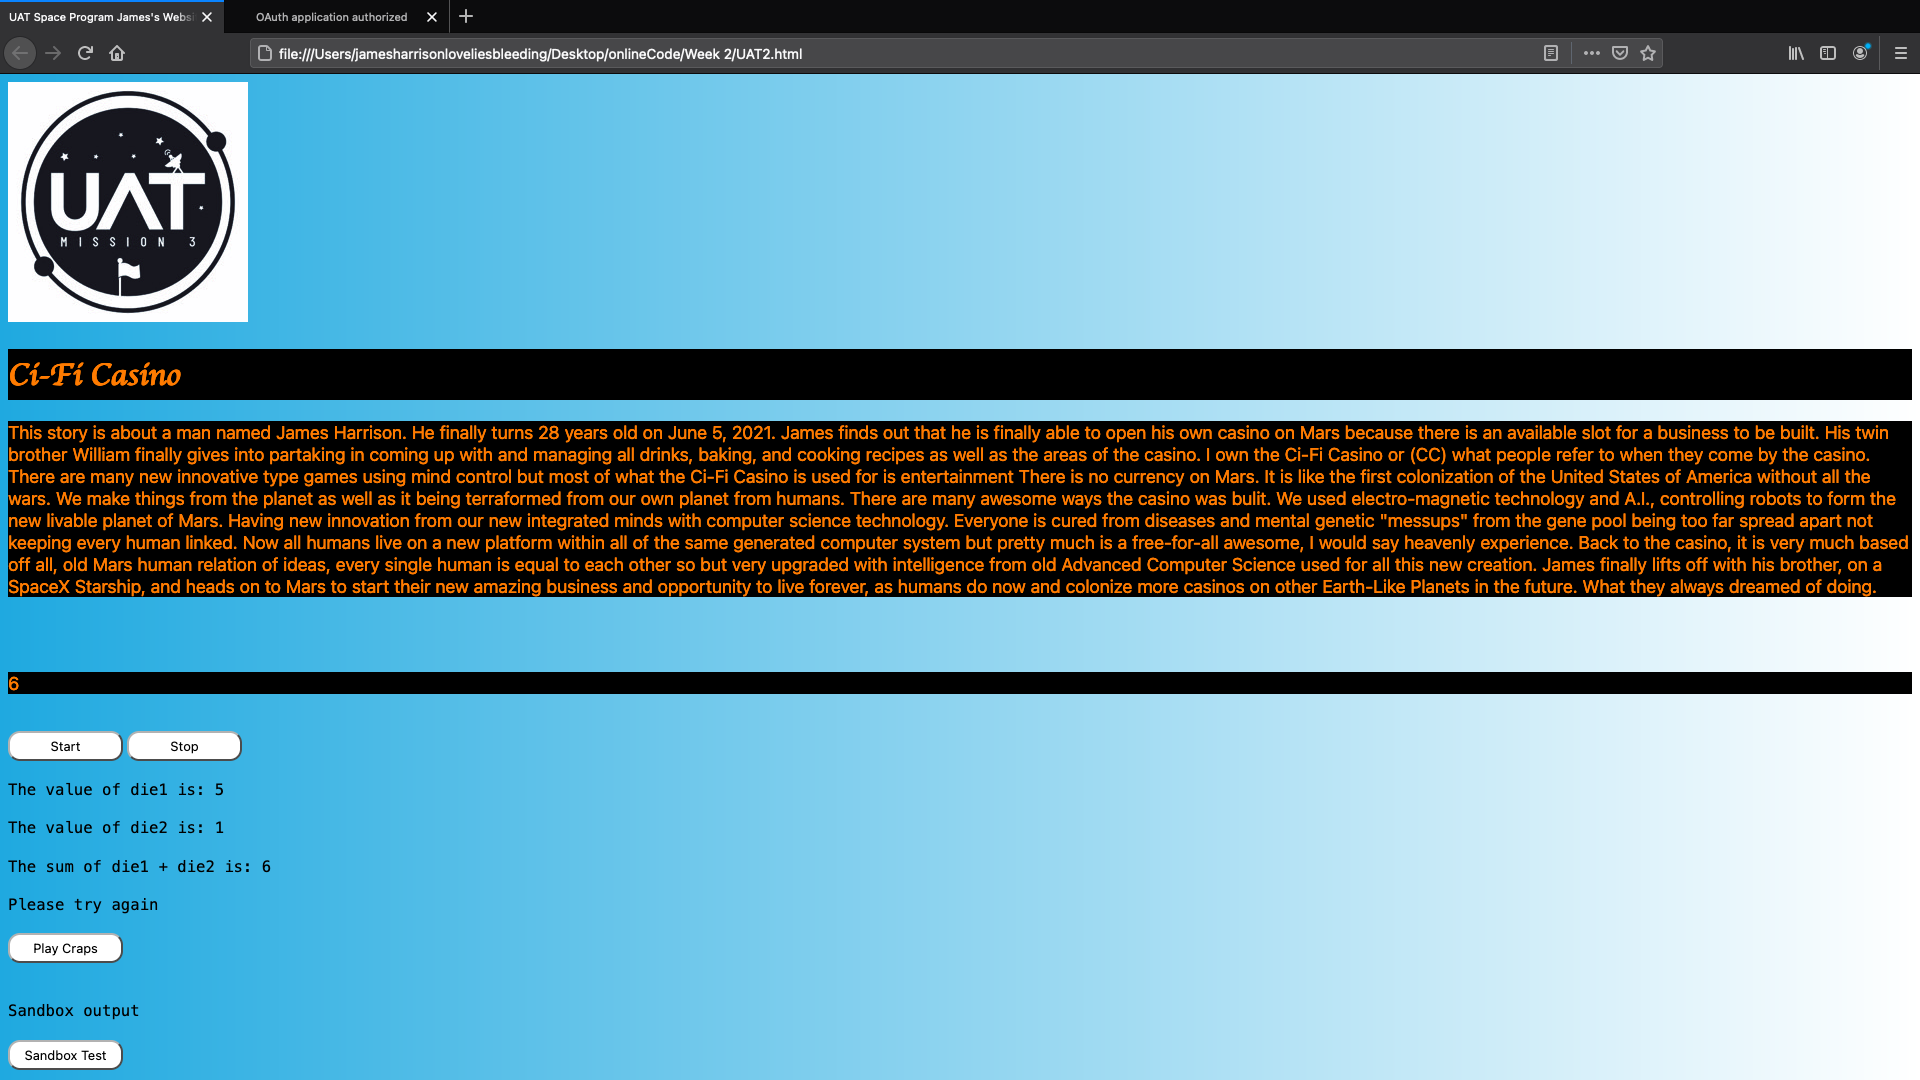 UAT Space Program James's Websi
OAuth application authorized
file:///Users/jamesharrisonloveliesbleeding/Desktop/onlineCode/Week 2/UAT2.html
UAT
MISSION 3
Ci-Fi Casino
This story is about a man named James Harrison. He finally turns 28 years old on June 5, 2021. James finds out that he is finally able to open his own casino on Mars because there is an available slot for a business to be built. His twin
brother William finally gives into partaking in coming up with and managing all drinks, baking, and cooking recipes as well as the areas of the casino. I own the Ci-Fi Casino or (CC) what people refer to when they come by the casino.
There are many new innovative type games using mind control but most of what the Ci-Fi Casino is used for is entertainment There is no currency on Mars. It is like the first colonization of the United States of America without all the
wars. We make things from the planet as well as it being terraformed from our own planet from humans. There are many awesome ways the casino was bulit. We used electro-magnetic technology and A.I., controlling robots to form the
new livable planet of Mars. Having new innovation from our new integrated minds with computer science technology. Everyone is cured from diseases and mental genetic "messups" from the gene pool being too far spread apart not
keeping every human linked. Now all humans live on a new platform within all of the same generated computer system but pretty much is a free-for-all awesome, I would say heavenly experience. Back to the casino, it is very much based
off all, old Mars human relation of ideas, every single human is equal to each other so but very upgraded with intelligence from old Advanced Computer Science used for all this new creation. James finally lifts off with his brother, on a
SpaceX Starship, and heads on to Mars to start their new amazing business and opportunity to live forever, as humans do now and colonize more casinos on other Earth-Like Planets in the future. What they always dreamed of doing.
6
Start Stop
The value of die1 is: 5
The value of die2 is: 1
The sum of die1 + die2 is: 6
Please try again
Play Craps
Sandbox output
Sandbox Test